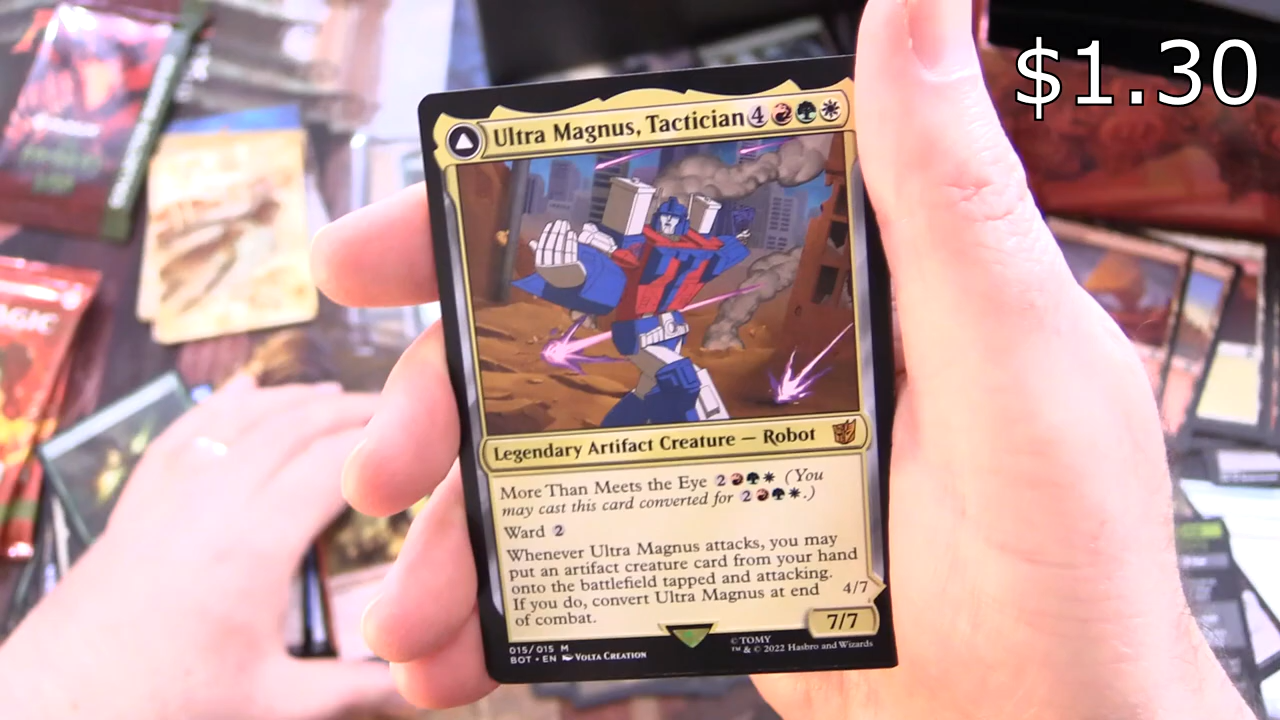 $1.30
Ultra Magnus, Tactician 4
Legendary Artifact Creature — Robot
More Than Meets the Eye 2 (You
may cast this card converted for 2 .)
Ward 2
Whenever Ultra Magnus attacks, you may
put an artifact creature card from your hand
onto the battlefield tapped and attacking.
If you do, convert Ultra Magnus at end
of combat.
4/7
7/7
015/015 M
BOT • EN VOLTA CREATION
© TOMY
™ & © 2022 Hasbro and Wizards